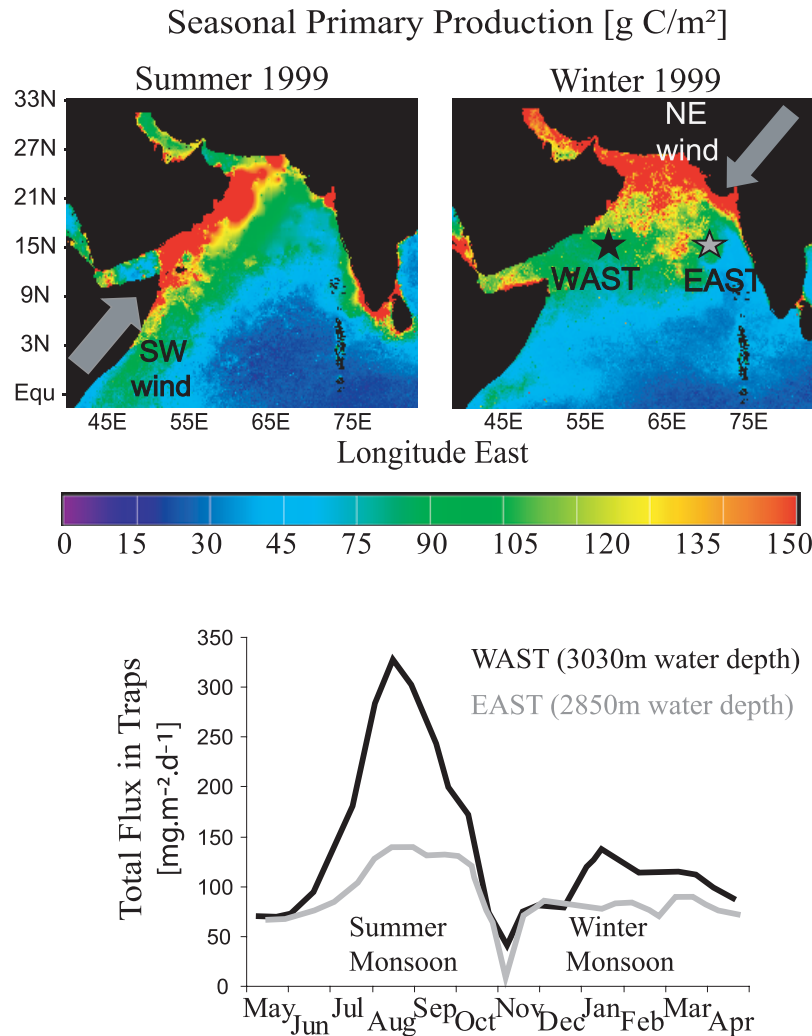 Seasonal Primary Production [g C/m²]
Summer 1999
Winter 1999
33N
27N
21N
15N
9N
3N
Equ
SW
wind
NE
wind
WAST
EAST
45E 55E 65E 75E
45E 55E 65E 75E
Longitude East
0 15 30 45 75 90 105 120 135 150
Total Flux in Traps
[mg.m-².d-¹]
350
300
250
200
150
100
50
0
WAST (3030m water depth)
EAST (2850m water depth)
Summer
Monsoon
Winter
Monsoon
May Jun Jul Aug Sep Oct Nov Dec Jan Feb Mar Apr